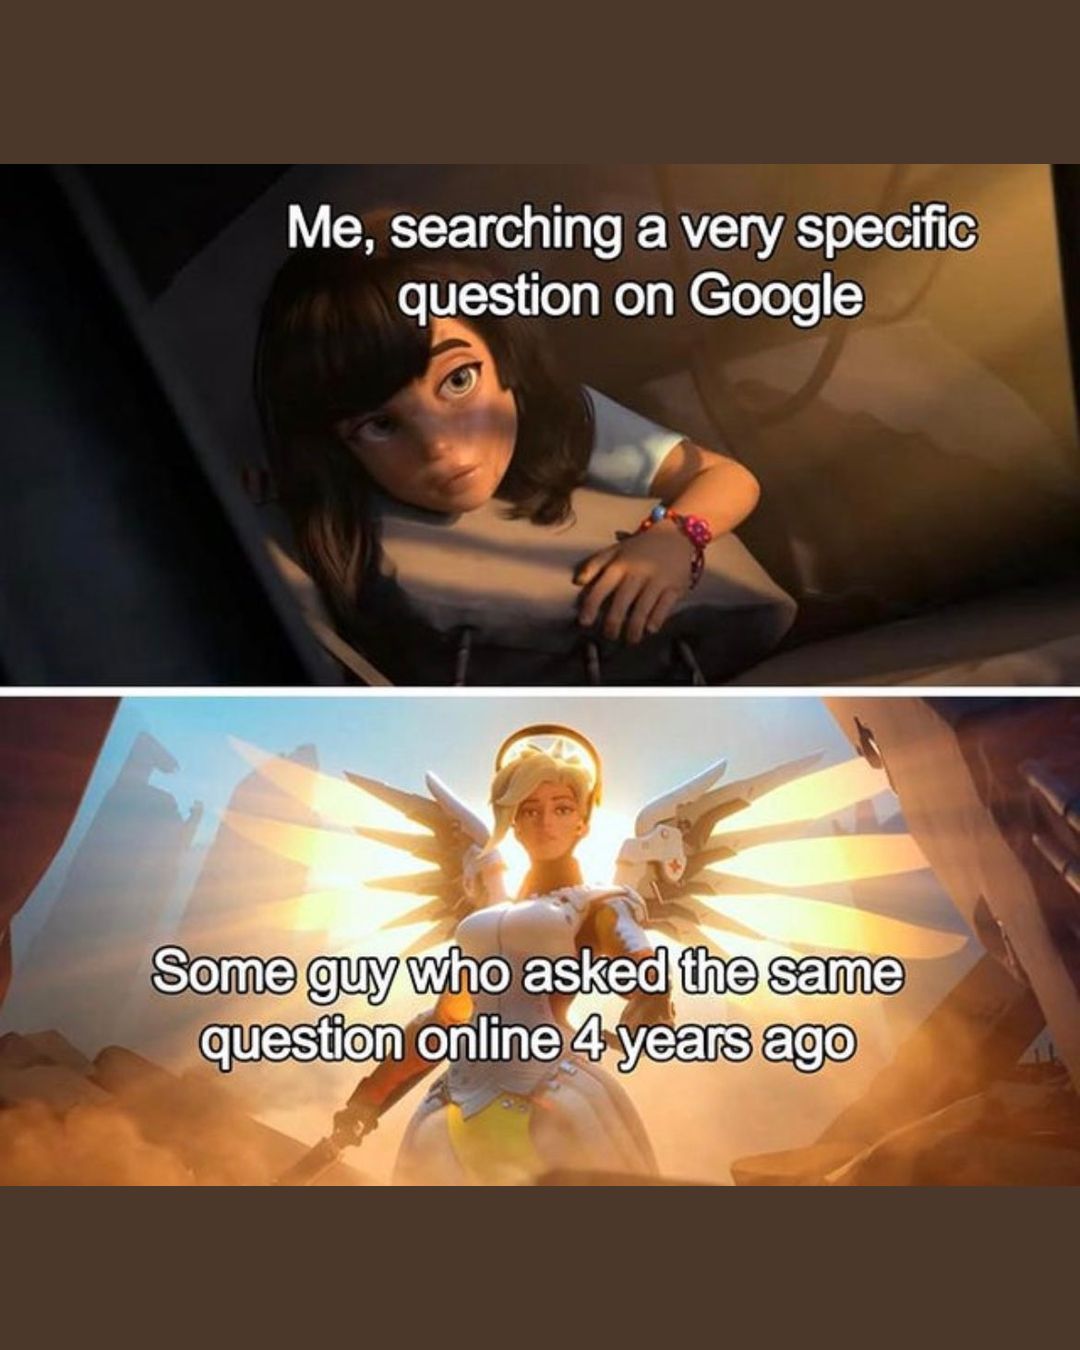 Me, searching a very specific
question on Google
Some guy who asked the same
question online 4 years ago